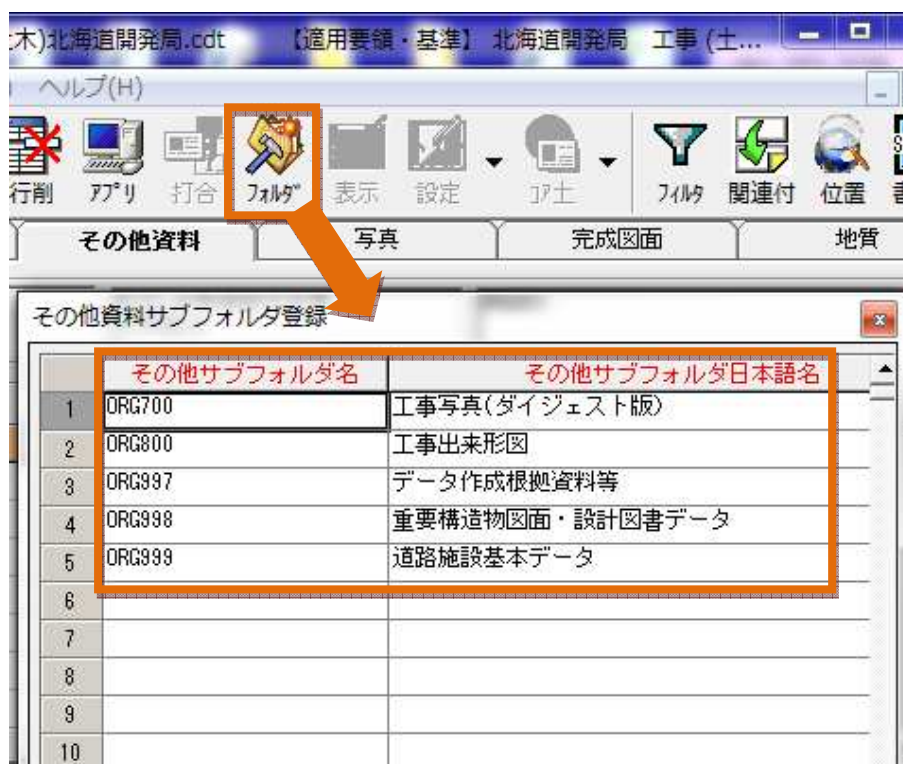 木)北海道開発局.cdt 【適用要領・基準】 北海道開発局 工事 (土...
ヘルプ(H)
行削 アプリ 打合 フォルダ 表示 設定 コア土 フィルタ 関連付 位置
その他資料 写真 完成図面 地質
その他資料サブフォルダ登録
その他サブフォルダ名 その他サブフォルダ日本語名
1 ORG700 工事写真(ダイジェスト版)
2 ORG800 工事出来形図
3 ORG997 データ作成根拠資料等
4 ORG998 重要構造物図面・設計図書データ
5 ORG999 道路施設基本データ
6
7
8
9
10